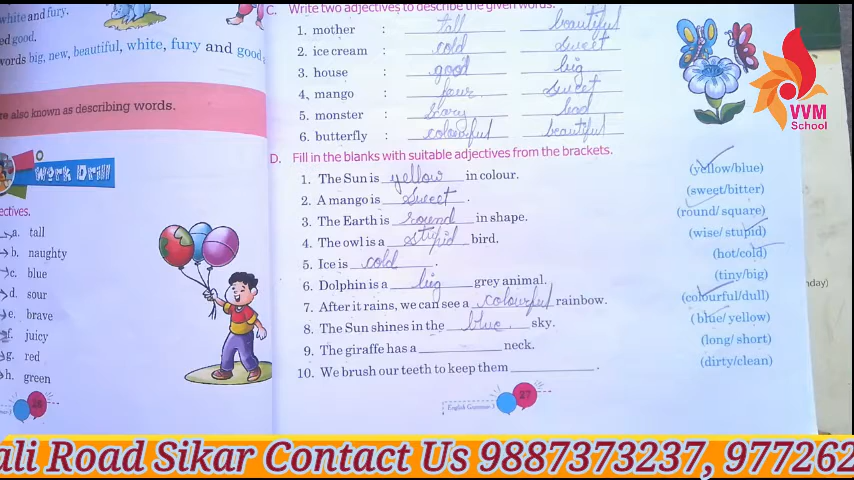 white and fury.
ed good.
words big, new, beautiful, white, fury and good
re also known as describing words.
Work Drill
ectives.
a. tall
b. naughty
c. blue
d. sour
e. brave
f. juicy
g. red
h. green
26
C. Write two adjectives to describe the given words.
1. mother : tall beautiful
2. ice cream : cold sweet
3. house : good big
4. mango : four sweet
5. monster : Scary bad
6. butterfly : colourful beautiful
D. Fill in the blanks with suitable adjectives from the brackets.
1. The Sun is yellow in colour. (yellow/blue)
2. A mango is sweet. (sweet/bitter)
3. The Earth is round in shape. (round/ square)
4. The owl is a stupid bird. (wise/ stupid)
5. Ice is cold. (hot/cold)
6. Dolphin is a big grey animal. (tiny/big)
7. After it rains, we can see a colourful rainbow. (colourful/dull)
8. The Sun shines in the blue sky. (blue/ yellow)
9. The giraffe has a ____ neck. (long/ short)
10. We brush our teeth to keep them ____. (dirty/clean)
English Grammar
27
nday)
VVM
School
ali Road Sikar Contact Us 9887373237, 977262